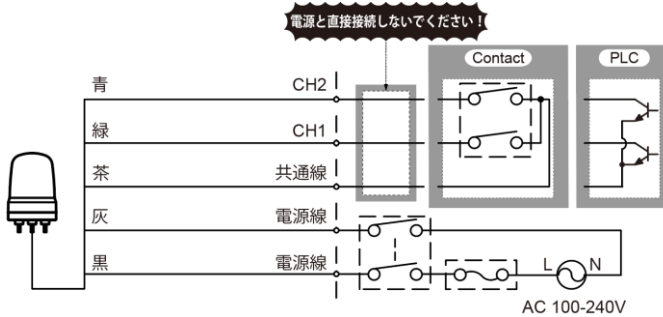 電源と直接接続しないでください!
Contact
PLC
青
CH2
緑
CH1
茶
共通線
灰
電源線
黒
電源線
L
N
AC 100-240V